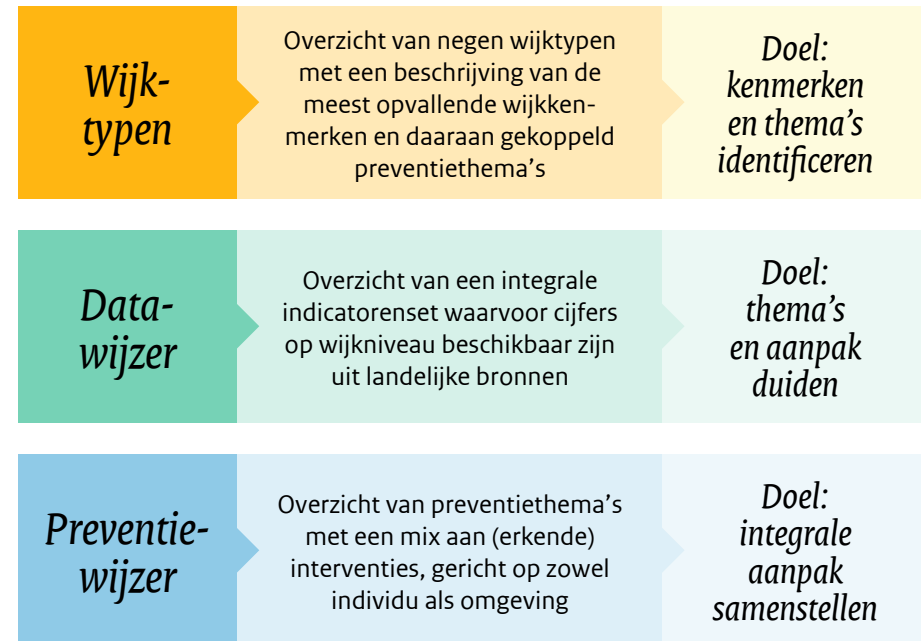 Wijk-
typen
Overzicht van negen wijktypen
met een beschrijving van de
meest opvallende wijkken-
merken en daaraan gekoppeld
preventiethema's
Doel:
kenmerken
en thema's
identificeren
Data-
wijzer
Overzicht van een integrale
indicatorenset waarvoor cijfers
op wijkniveau beschikbaar zijn
uit landelijke bronnen
Doel:
thema's
en aanpak
duiden
Preventie-
wijzer
Overzicht van preventiethema's
met een mix aan (erkende)
interventies, gericht op zowel
individu als omgeving
Doel:
integrale
aanpak
samenstellen